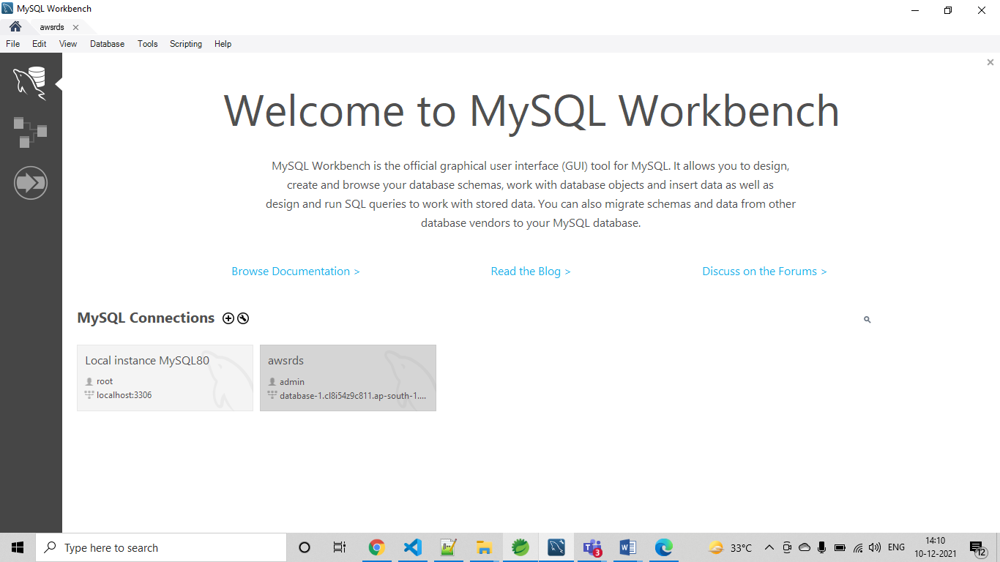 MySQL Workbench
awsrds
File Edit View Database Tools Scripting Help
Welcome to MySQL Workbench
MySQL Workbench is the official graphical user interface (GUI) tool for MySQL. It allows you to design,
create and browse your database schemas, work with database objects and insert data as well as
design and run SQL queries to work with stored data. You can also migrate schemas and data from other
database vendors to your MySQL database.
Browse Documentation > Read the Blog > Discuss on the Forums >
MySQL Connections
Local instance MySQL80
root
localhost:3306
awsrds
admin
database-1.cl8i54z9c811.ap-south-1....
Type here to search
3
33°C
ENG
14:10
10-12-2021
12